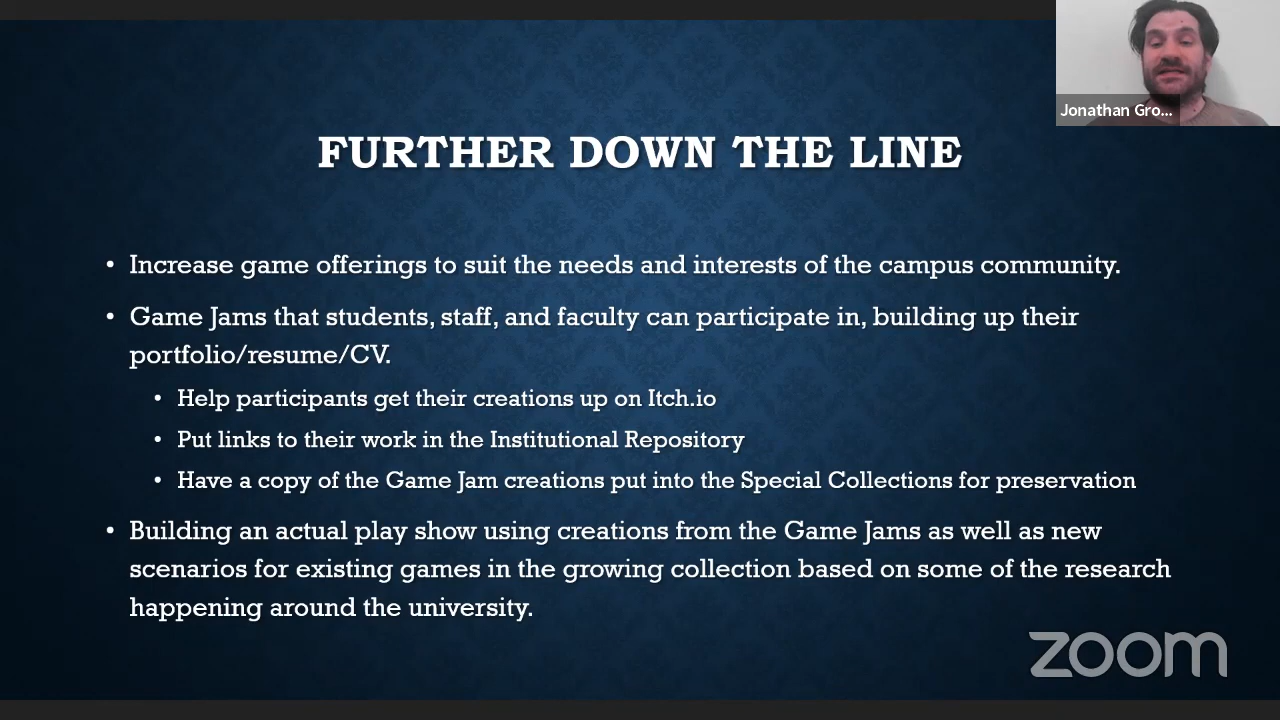 Jonathan Gro...
FURTHER DOWN THE LINE
• Increase game offerings to suit the needs and interests of the campus community.
• Game Jams that students, staff, and faculty can participate in, building up their
portfolio/resume/CV.
• Help participants get their creations up on Itch.io
• Put links to their work in the Institutional Repository
• Have a copy of the Game Jam creations put into the Special Collections for preservation
• Building an actual play show using creations from the Game Jams as well as new
scenarios for existing games in the growing collection based on some of the research
happening around the university.
zoom